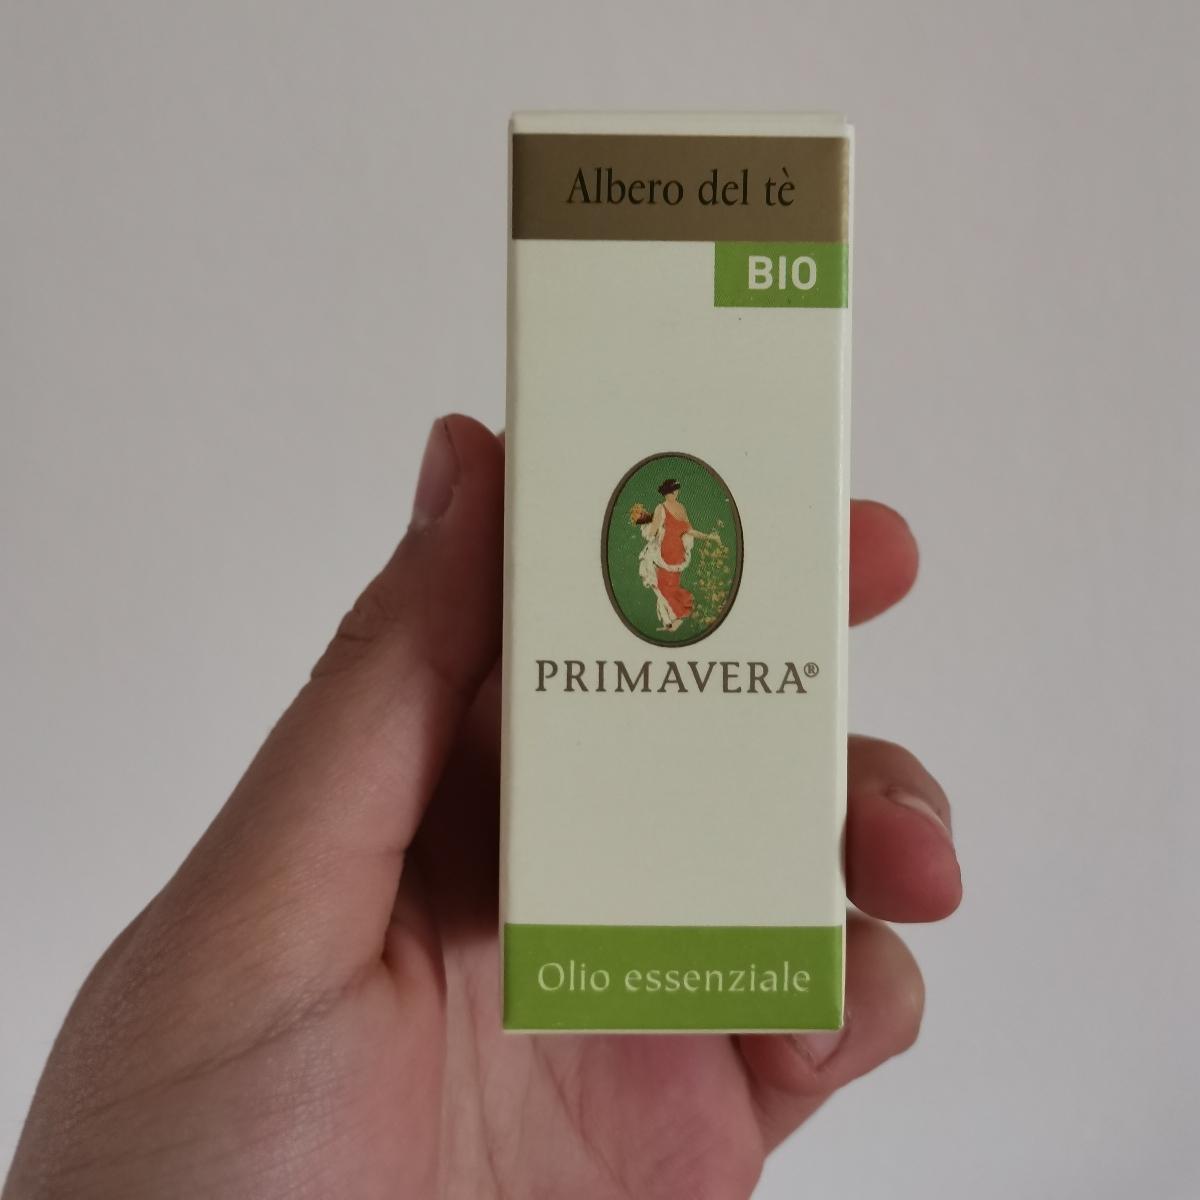 Albero del tè
BIO
PRIMAVERA®
Olio essenziale